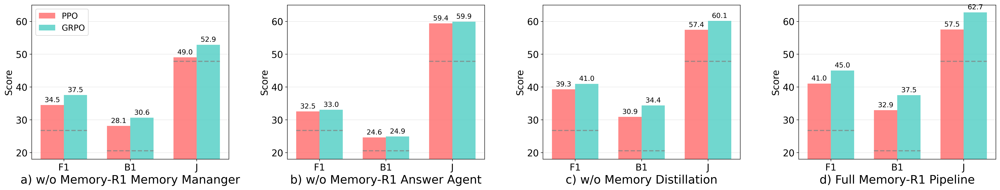 PPO
GRPO
Score
60
50
40
30
20
34.5
37.5
28.1
30.6
49.0
52.9
F1
B1
J
a) w/o Memory-R1 Memory Mananger
Score
60
50
40
30
20
32.5
33.0
24.6
24.9
59.4
59.9
F1
B1
J
b) w/o Memory-R1 Answer Agent
Score
60
50
40
30
20
39.3
41.0
30.9
34.4
57.4
60.1
F1
B1
J
c) w/o Memory Distillation
Score
60
50
40
30
20
41.0
45.0
32.9
37.5
57.5
62.7
F1
B1
J
d) Full Memory-R1 Pipeline